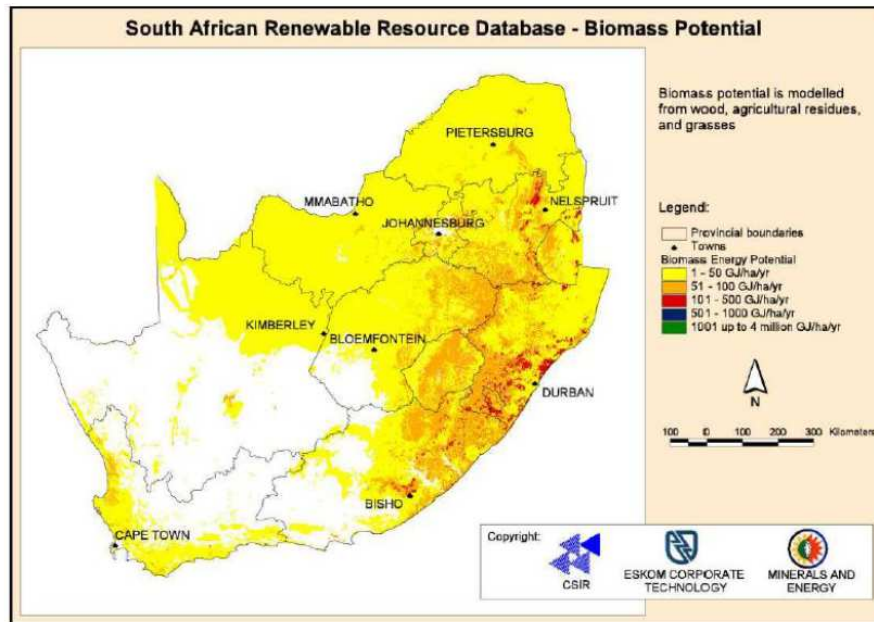 South African Renewable Resource Database - Biomass Potential
Biomass potential is modelled
from wood, agricultural residues,
and grasses
PIETERSBURG
MMABATHO
NELSPRUIT
JOHANNESBURG
Legend:
Provincial boundaries
Towns
Biomass Energy Potential
1 - 50 GJ/ha/yr
51 - 100 GJ/ha/yr
101 - 500 GJ/ha/yr
501 - 1000 GJ/ha/yr
1001 up to 4 million GJ/ha/yr
KIMBERLEY
BLOEMFONTEIN
DURBAN
N
100 0 100 200 300 Kilometers
BISHO
CAPE TOWN
Copyright:
CSIR
ESKOM CORPORATE
TECHNOLOGY
MINERALS AND
ENERGY